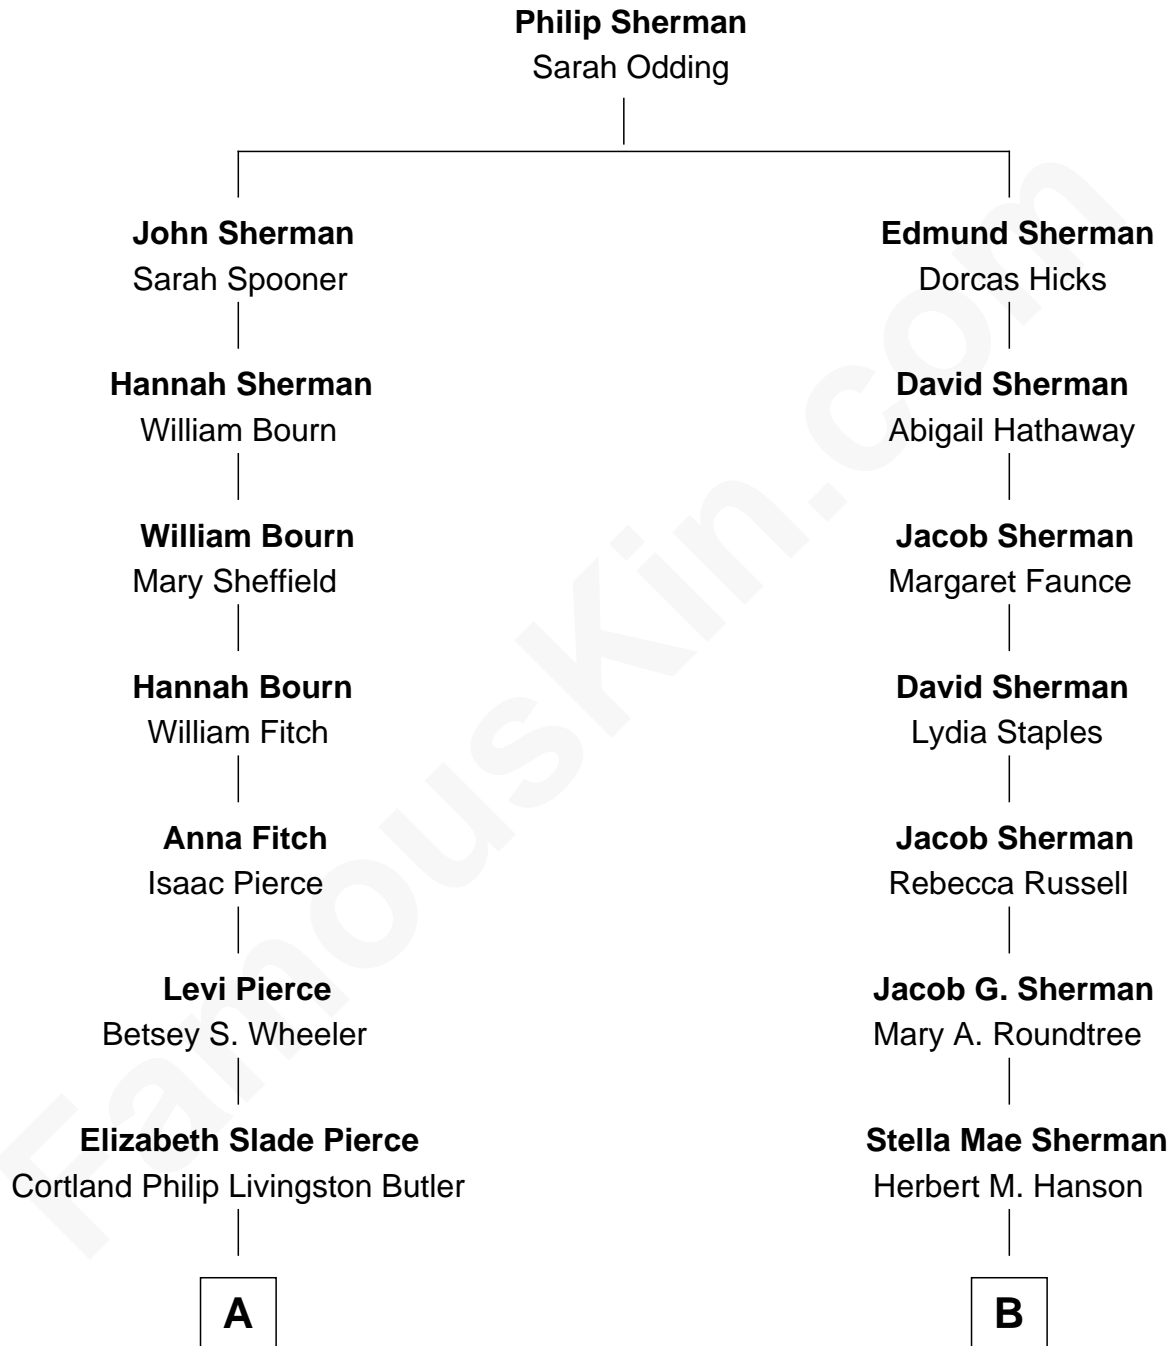 Philip Sherman
Sarah Odding
John Sherman
Sarah Spooner
Edmund Sherman
Dorcas Hicks
Hannah Sherman
William Bourn
David Sherman
Abigail Hathaway
William Bourn
Mary Sheffield
Jacob Sherman
Margaret Faunce
Hannah Bourn
William Fitch
David Sherman
Lydia Staples
Anna Fitch
Isaac Pierce
Jacob Sherman
Rebecca Russell
Levi Pierce
Betsey S. Wheeler
Jacob G. Sherman
Mary A. Roundtree
Elizabeth Slade Pierce
Cortland Philip Livingston Butler
Stella Mae Sherman
Herbert M. Hanson
A
B
FamousKin.com